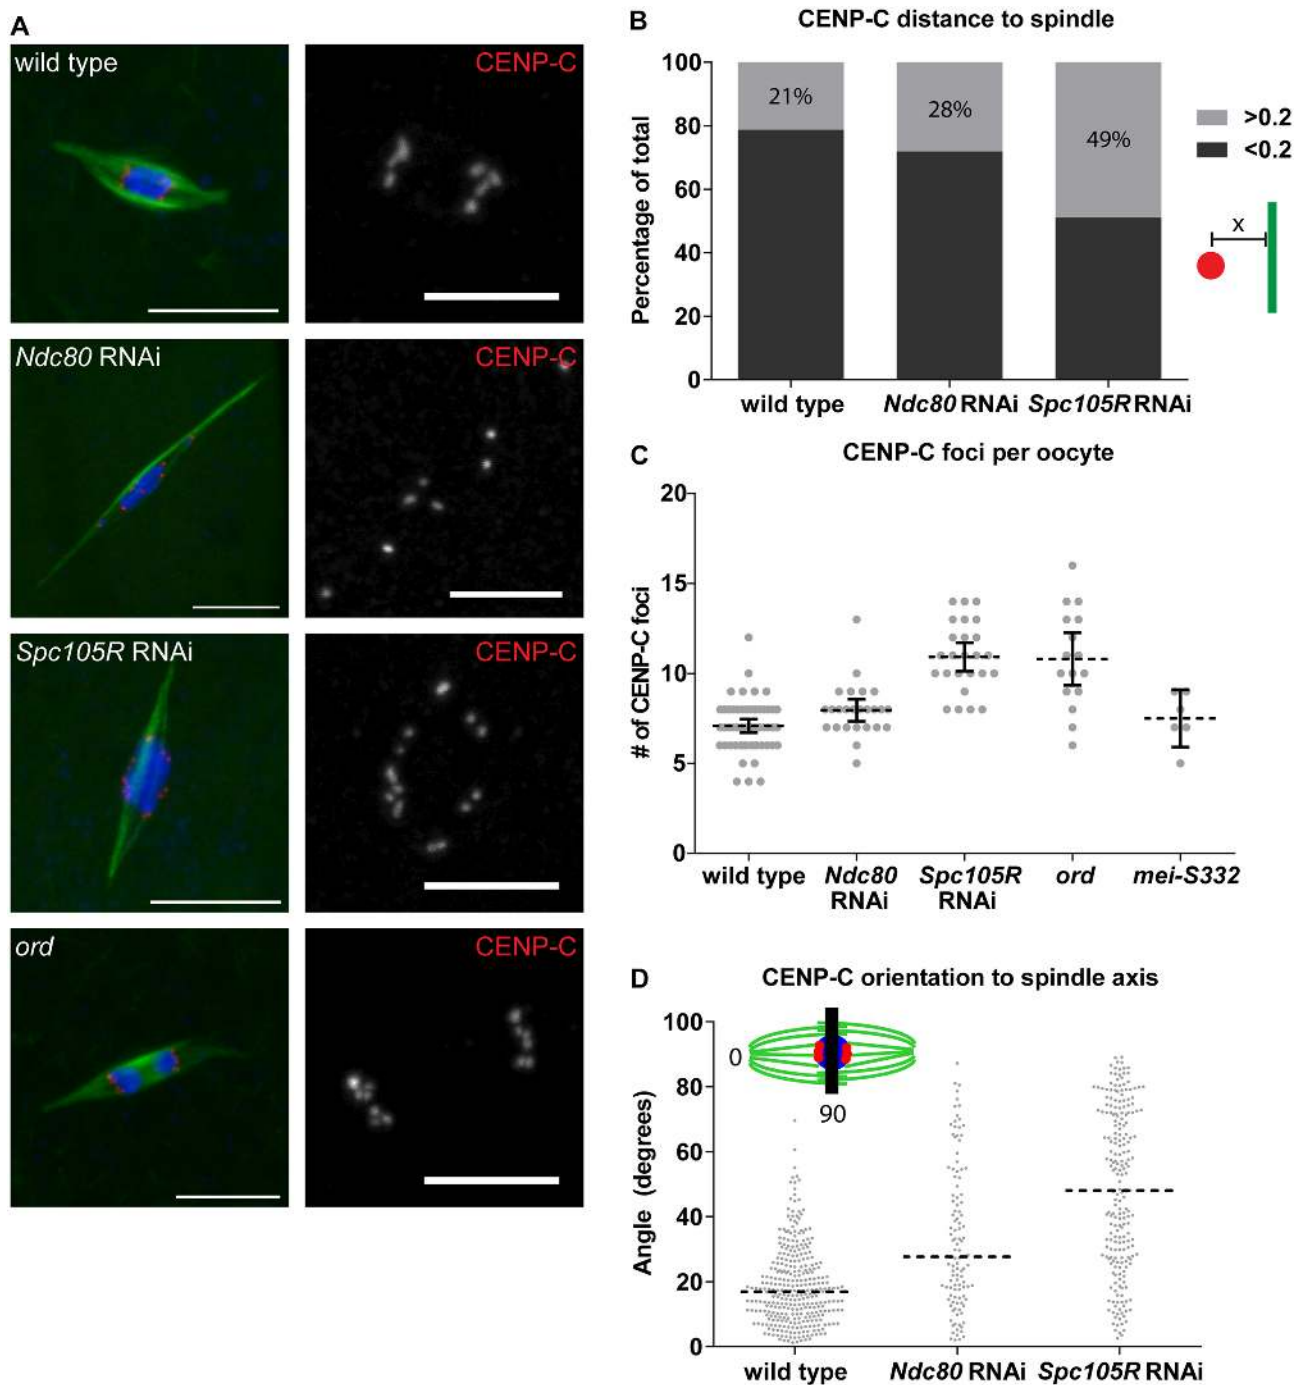 A
wild type
CENP-C
Ndc80 RNAi
CENP-C
Spc105R RNAi
CENP-C
ord
CENP-C
B
CENP-C distance to spindle
Percentage of total
100
80
60
40
20
0
21%
28%
49%
>0.2
<0.2
x
wild type Ndc80 RNAi Spc105R RNAi
C
CENP-C foci per oocyte
# of CENP-C foci
20
15
10
5
0
wild type Ndc80 Spc105R ord mei-S332
RNAi RNAi
D
CENP-C orientation to spindle axis
Angle (degrees)
100
80
60
40
20
0
0
90
wild type Ndc80 RNAi Spc105R RNAi